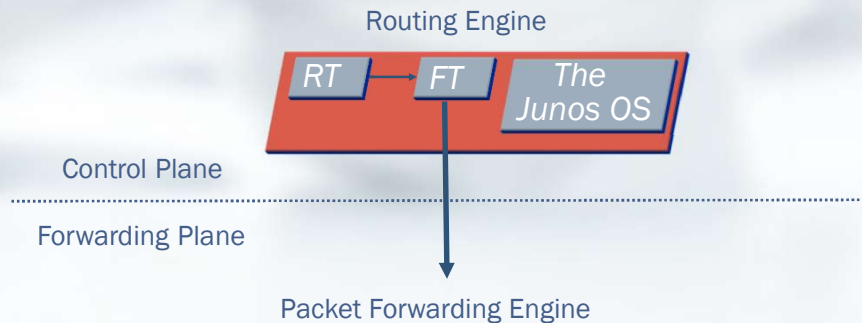 Routing Engine
RT
FT
The
Junos OS
Control Plane
Forwarding Plane
Packet Forwarding Engine